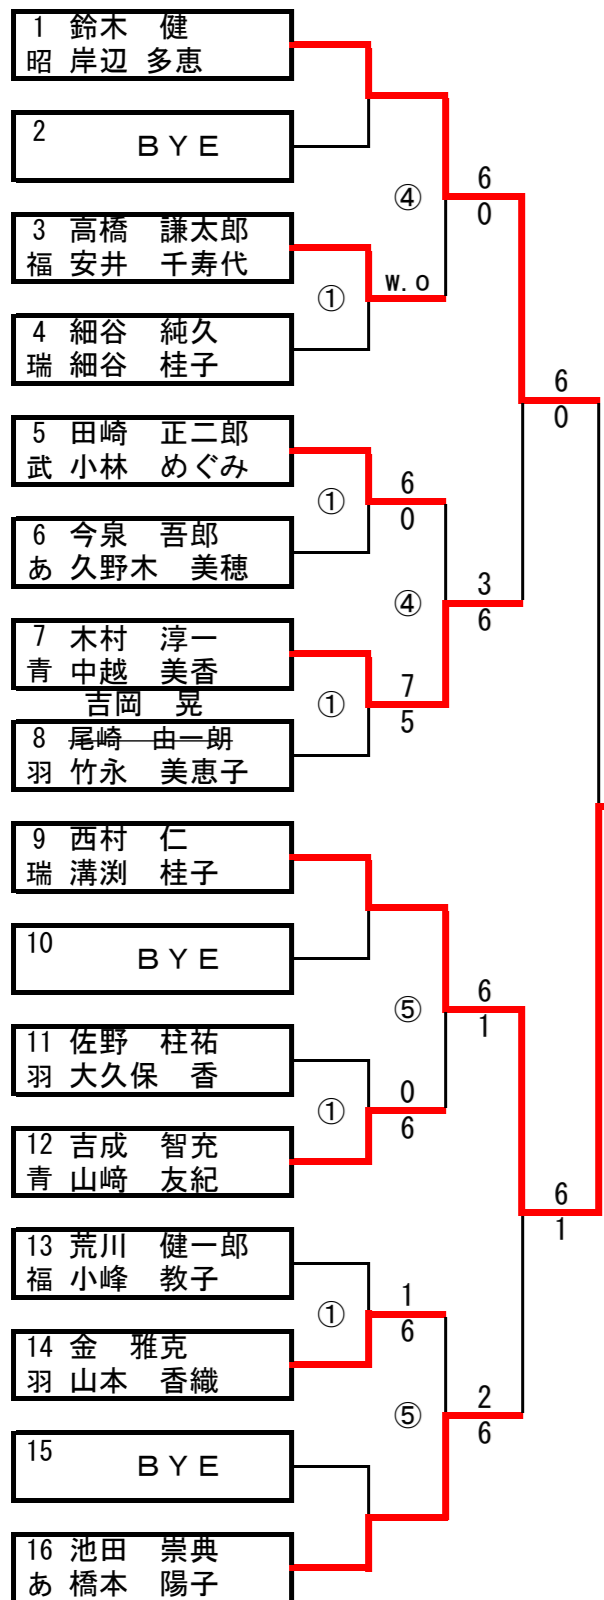 1 鈴木 健
昭 岸辺 多恵
2 BYE
④
6
0
3 高橋 謙太郎
福 安井 千寿代
①
w.o
4 細谷 純久
瑞 細谷 桂子
6
0
5 田崎 正二郎
武 小林 めぐみ
①
6
0
6 今泉 吾郎
あ 久野木 美穂
④
3
6
7 木村 淳一
青 中越 美香
吉岡 晃
①
7
5
8 尾崎 由一朗
羽 竹永 美恵子
9 西村 仁
瑞 溝渕 桂子
10 BYE
⑤
6
1
11 佐野 柱祐
羽 大久保 香
①
0
6
12 吉成 智充
青 山﨑 友紀
6
1
13 荒川 健一郎
福 小峰 教子
①
1
6
14 金 雅克
羽 山本 香織
⑤
2
6
15 BYE
16 池田 崇典
あ 橋本 陽子